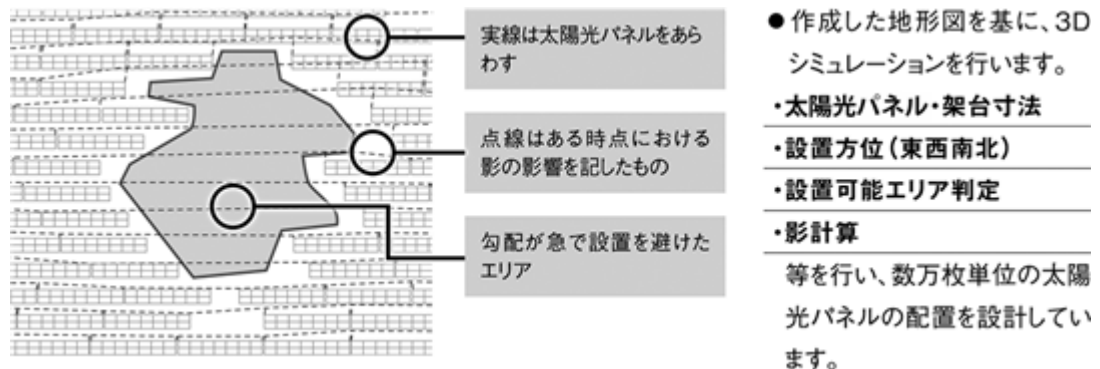 実線は太陽光パネルをあら
わす
点線はある時点における
影の影響を記したもの
勾配が急で設置を避けた
エリア
●作成した地形図を基に、3D
シミュレーションを行います。
・太陽光パネル・架台寸法
・設置方位（東西南北）
・設置可能エリア判定
・影計算
等を行い、数万枚単位の太陽
光パネルの配置を設計してい
ます。